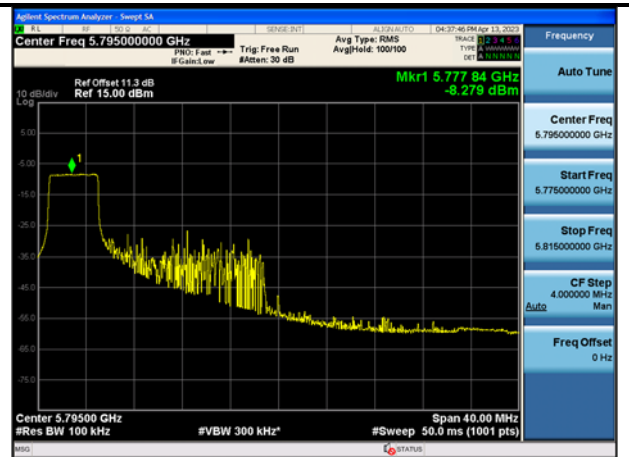 Agilent Spectrum Analyzer - Swept SA
RL RF 50 Ω AC SENSE:INT ALIGN AUTO 04:37:46 PM Apr 13, 2023
Center Freq 5.795000000 GHz
PNO: Fast Trig: Free Run Avg Type: RMS TRACE 1 2 3 4 5 6
IFGain:Low #Atten: 30 dB Avg|Hold: 100/100 TYPE A WWWWW
DET A N N N N N
Frequency
Auto Tune
Center Freq
5.795000000 GHz
Start Freq
5.775000000 GHz
Stop Freq
5.815000000 GHz
CF Step
4.000000 MHz
Auto Man
Freq Offset
0 Hz
Mkr1 5.777 84 GHz
-8.279 dBm
Ref Offset 11.3 dB
10 dB/div Ref 15.00 dBm
Log
5.00
-5.00
-15.0
-25.0
-35.0
-45.0
-55.0
-65.0
-75.0
1
Center 5.79500 GHz Span 40.00 MHz
#Res BW 100 kHz #VBW 300 kHz* #Sweep 50.0 ms (1001 pts)
MSG STATUS